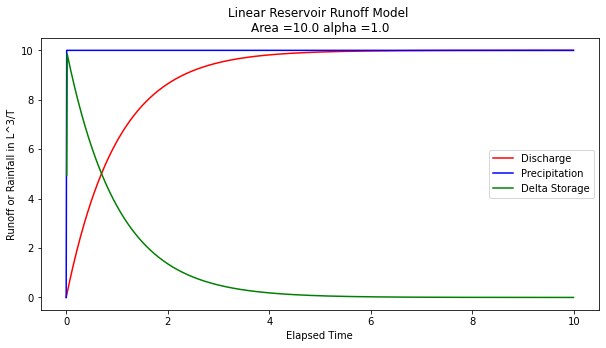 Linear Reservoir Runoff Model
Area =10.0 alpha =1.0
Runoff or Rainfall in L^3/T
10
8
6
4
2
0
Discharge
Precipitation
Delta Storage
0 2 4 6 8 10
Elapsed Time